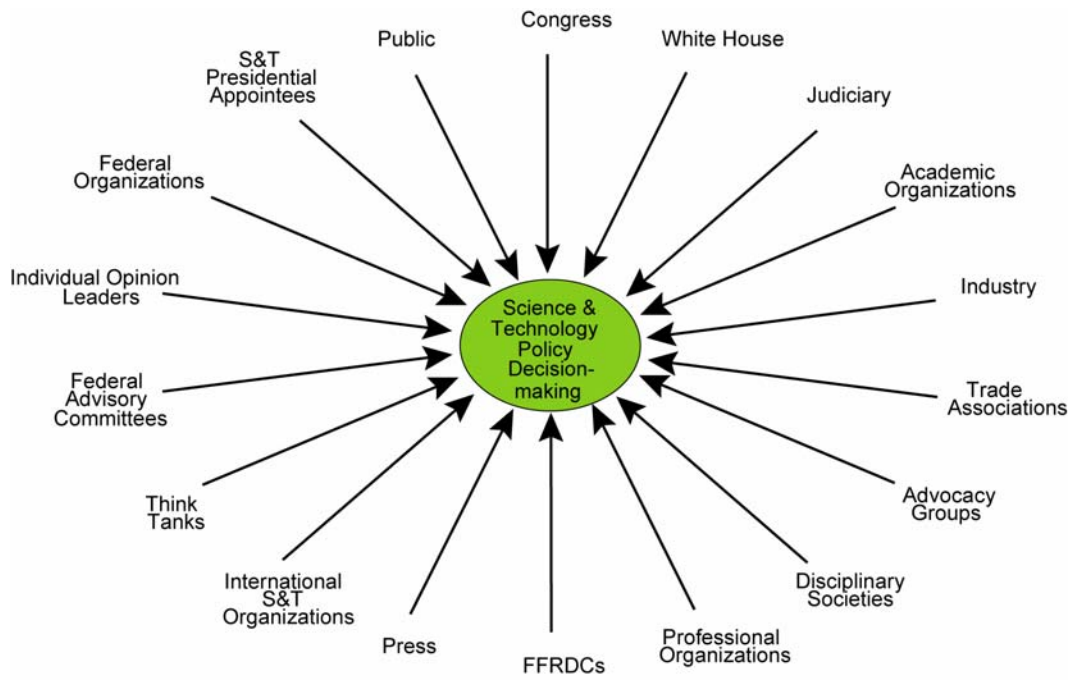 Congress
Public
White House
S&T
Presidential
Appointees
Judiciary
Federal
Organizations
Academic
Organizations
Individual Opinion
Leaders
Industry
Science &
Technology
Policy
Decision-
making
Federal
Advisory
Committees
Trade
Associations
Think
Tanks
Advocacy
Groups
International
S&T
Organizations
Disciplinary
Societies
Press
Professional
Organizations
FFRDCs